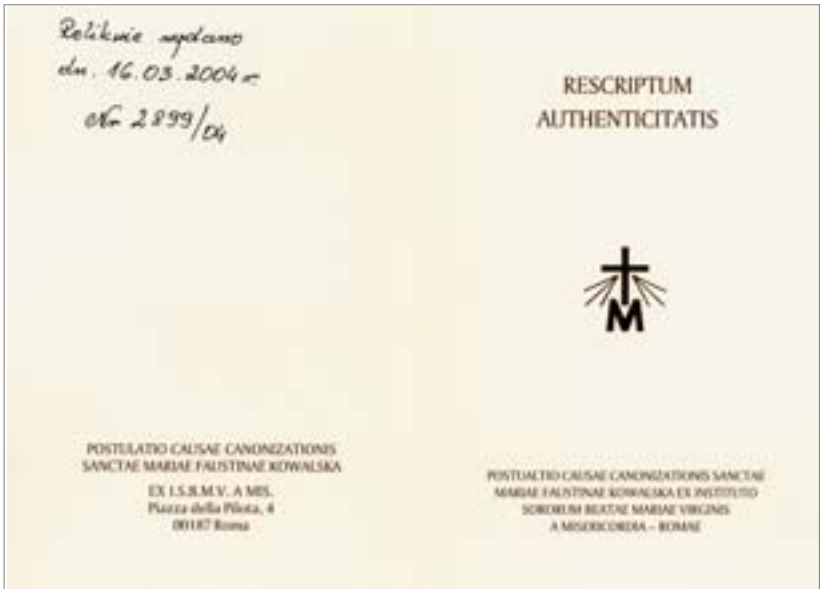 Relikwie wydano
dn. 16.03.2004 r.
Nr 2899/04
POSTULATIO CAUSAE CANONIZATIONIS
SANCTAE MARIAE FAUSTINAE KOWALSKA
EX I.S.B.M.V. A MIS.
Piazza della Pilota, 4
00187 Roma
RESCRIPTUM
AUTHENTICITATIS
M
POSTUALTIO CAUSAE CANONIZATIONIS SANCTAE
MARIAE FAUSTINAE KOWALSKA EX INSTITUTO
SORORUM BEATAE MARIAE VIRGINIS
A MISERICORDIA – ROMAE